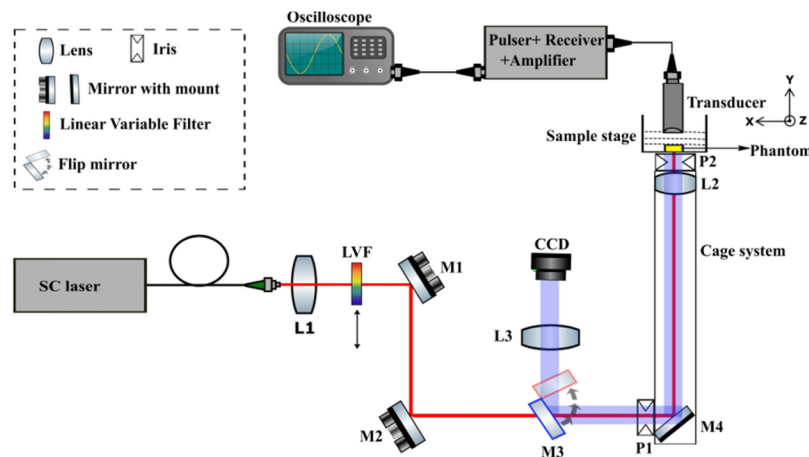 Oscilloscope
Lens
Iris
Mirror with mount
Linear Variable Filter
Flip mirror
Pulser+ Receiver
+Amplifier
Transducer
Y
X
Z
Sample stage
Phantom
P2
L2
Cage system
SC laser
L1
LVF
M1
CCD
L3
M2
M3
P1
M4